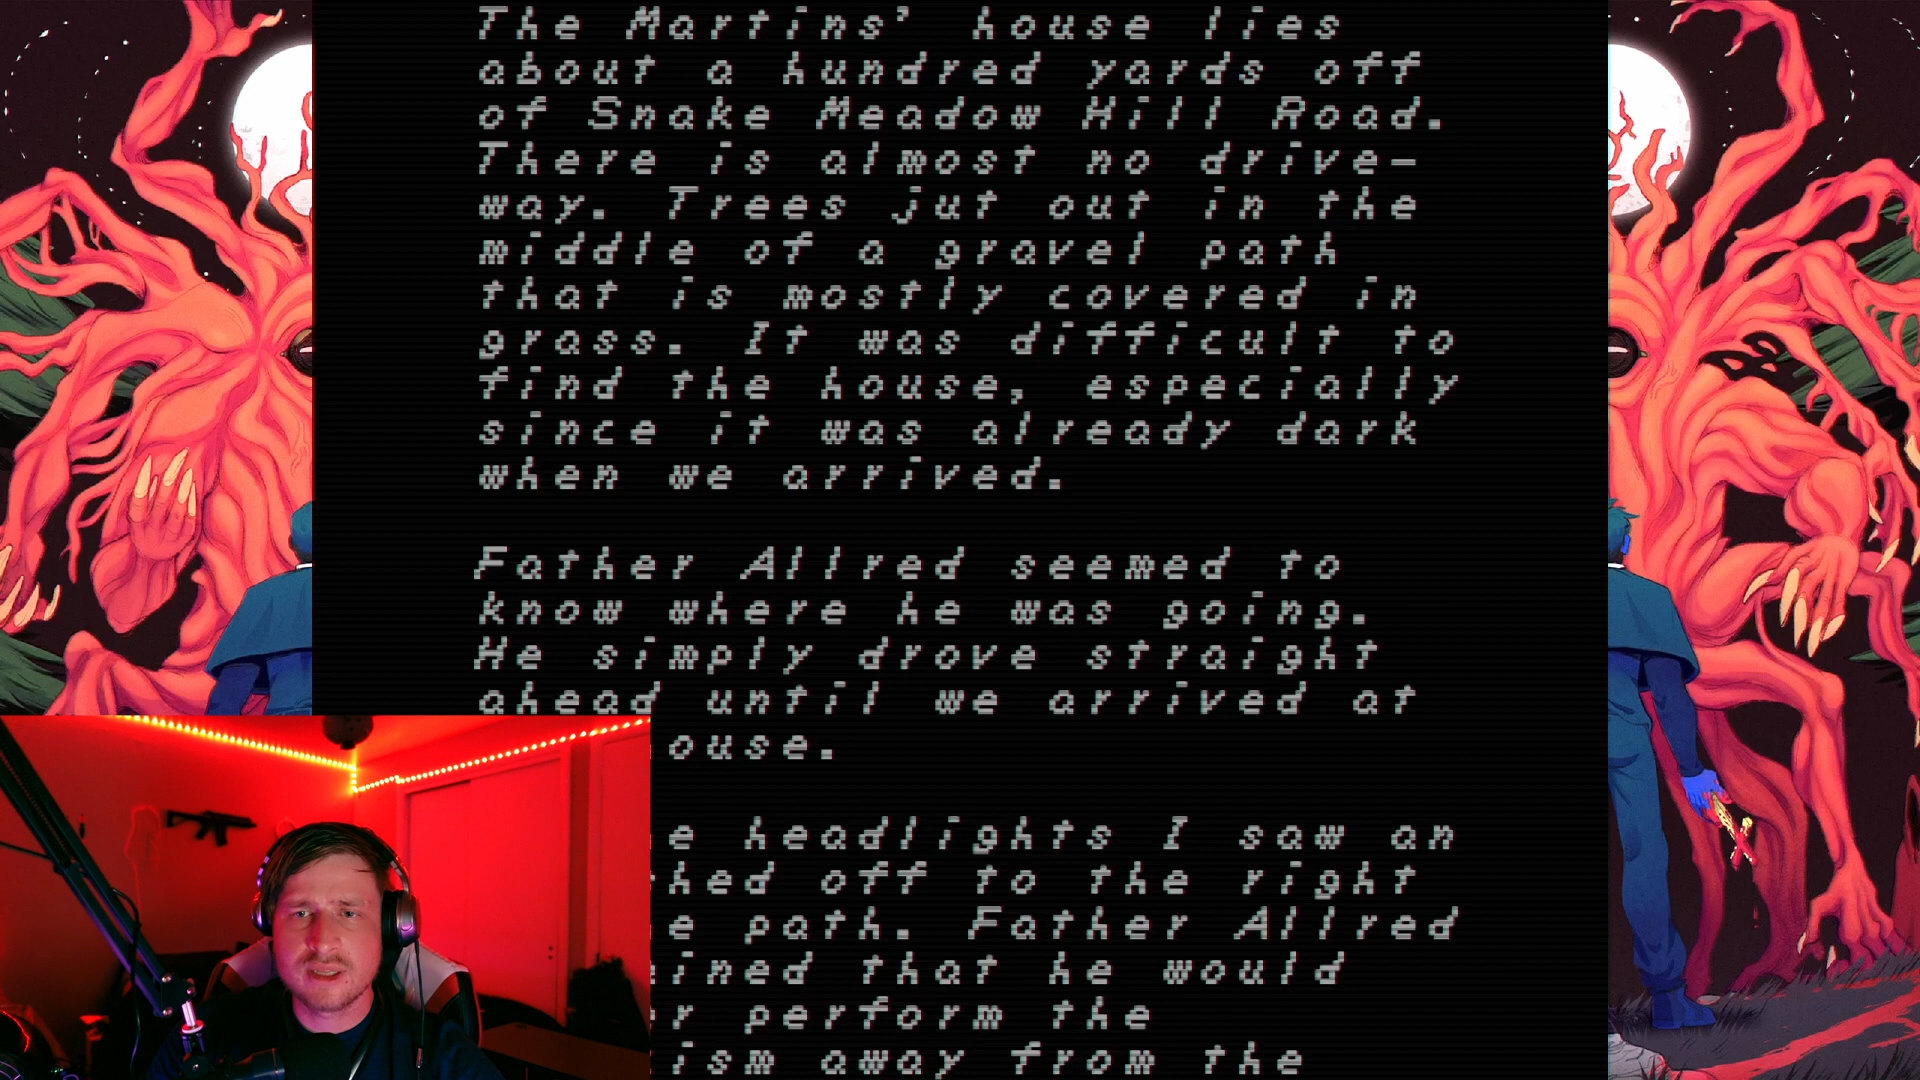 The Martins' house lies
about a hundred yards off
of Snake Meadow Hill Road.
There is almost no drive-
way. Trees jut out in the
middle of a gravel path
that is mostly covered in
grass. It was difficult to
find the house, especially
since it was already dark
when we arrived.
Father Allred seemed to
know where he was going.
He simply drove straight
ahead until we arrived at
ouse.
e headlights I saw an
hed off to the right
e path. Father Allred
ined that he would
r perform the
ism away from the